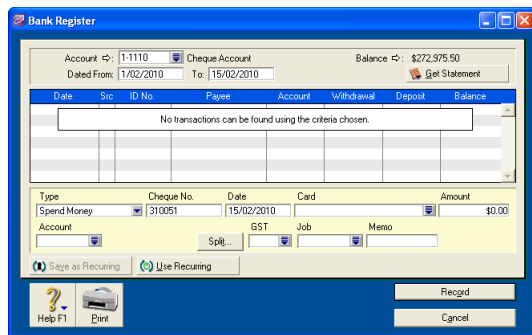 Bank Register
Account ⇨: 1-1110 Cheque Account Balance ⇨: $272,975.50
Dated From: 1/02/2010 To: 15/02/2010 Get Statement
Date Src ID No. Payee Account Withdrawal Deposit Balance
No transactions can be found using the criteria chosen.
Type Cheque No. Date Card Amount
Spend Money 310051 15/02/2010 $0.00
Account Split... GST Job Memo
Save as Recurring Use Recurring
Help F1 Print Record
Cancel